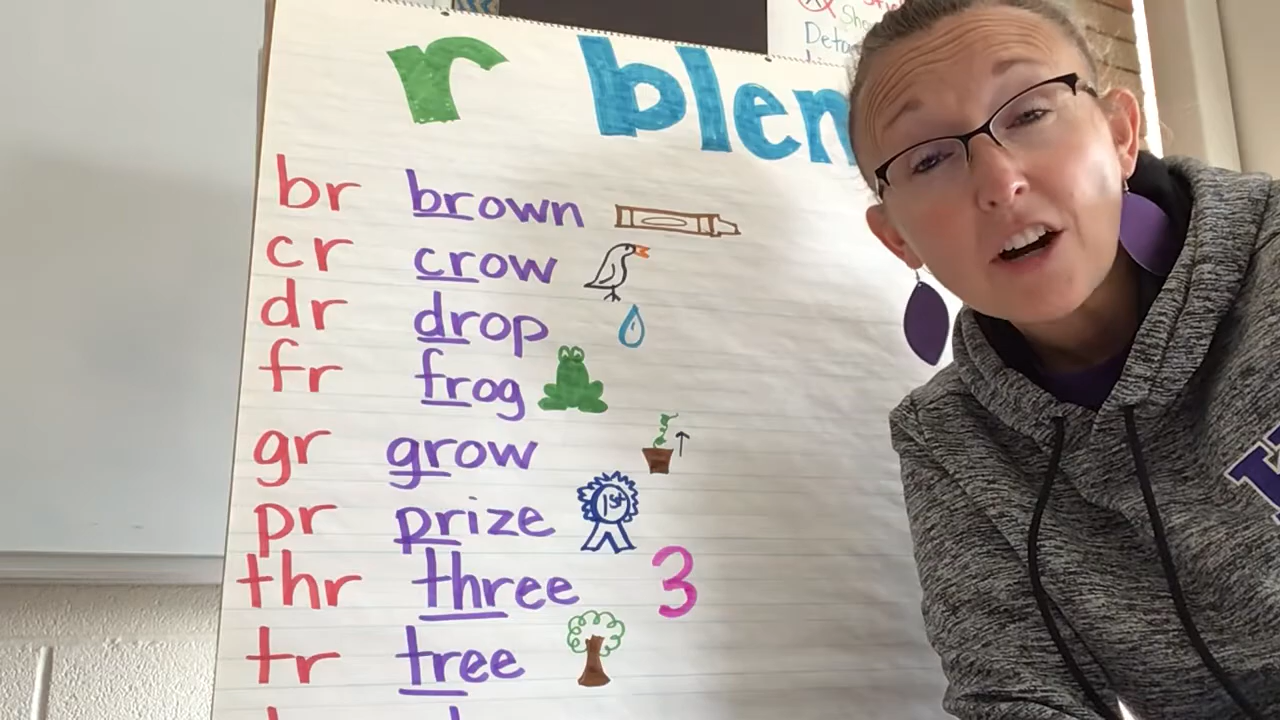 r blen
br brown
cr crow
dr drop
fr frog
gr grow
pr prize 1st
thr three 3
tr tree